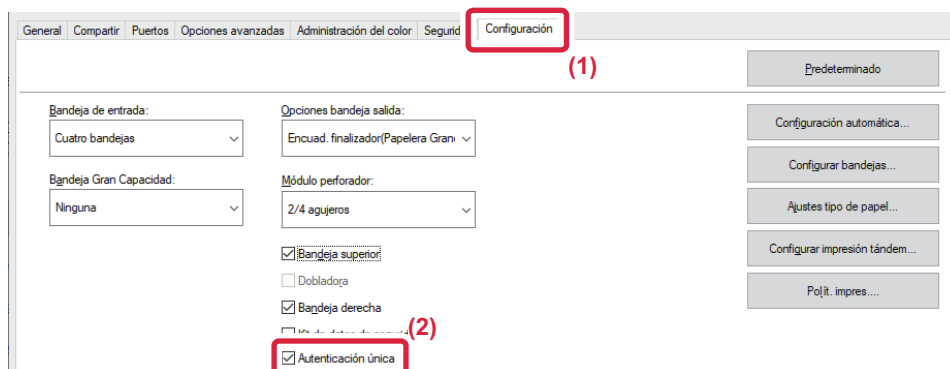 General Compartir Puertos Opciones avanzadas Administración del color Segurid Configuración
(1)
Predeterminado
Bandeja de entrada:
Opciones bandeja salida:
Cuatro bandejas
Encuad. finalizador(Papelera Gran
Configuración automática...
Configurar bandejas...
Bandeja Gran Capacidad:
Módulo perforador:
Ninguna
2/4 agujeros
Ajustes tipo de papel...
Configurar impresión tándem...
Polít. impres....
Bandeja superior
Dobladora
Bandeja derecha
(2)
Autenticación única